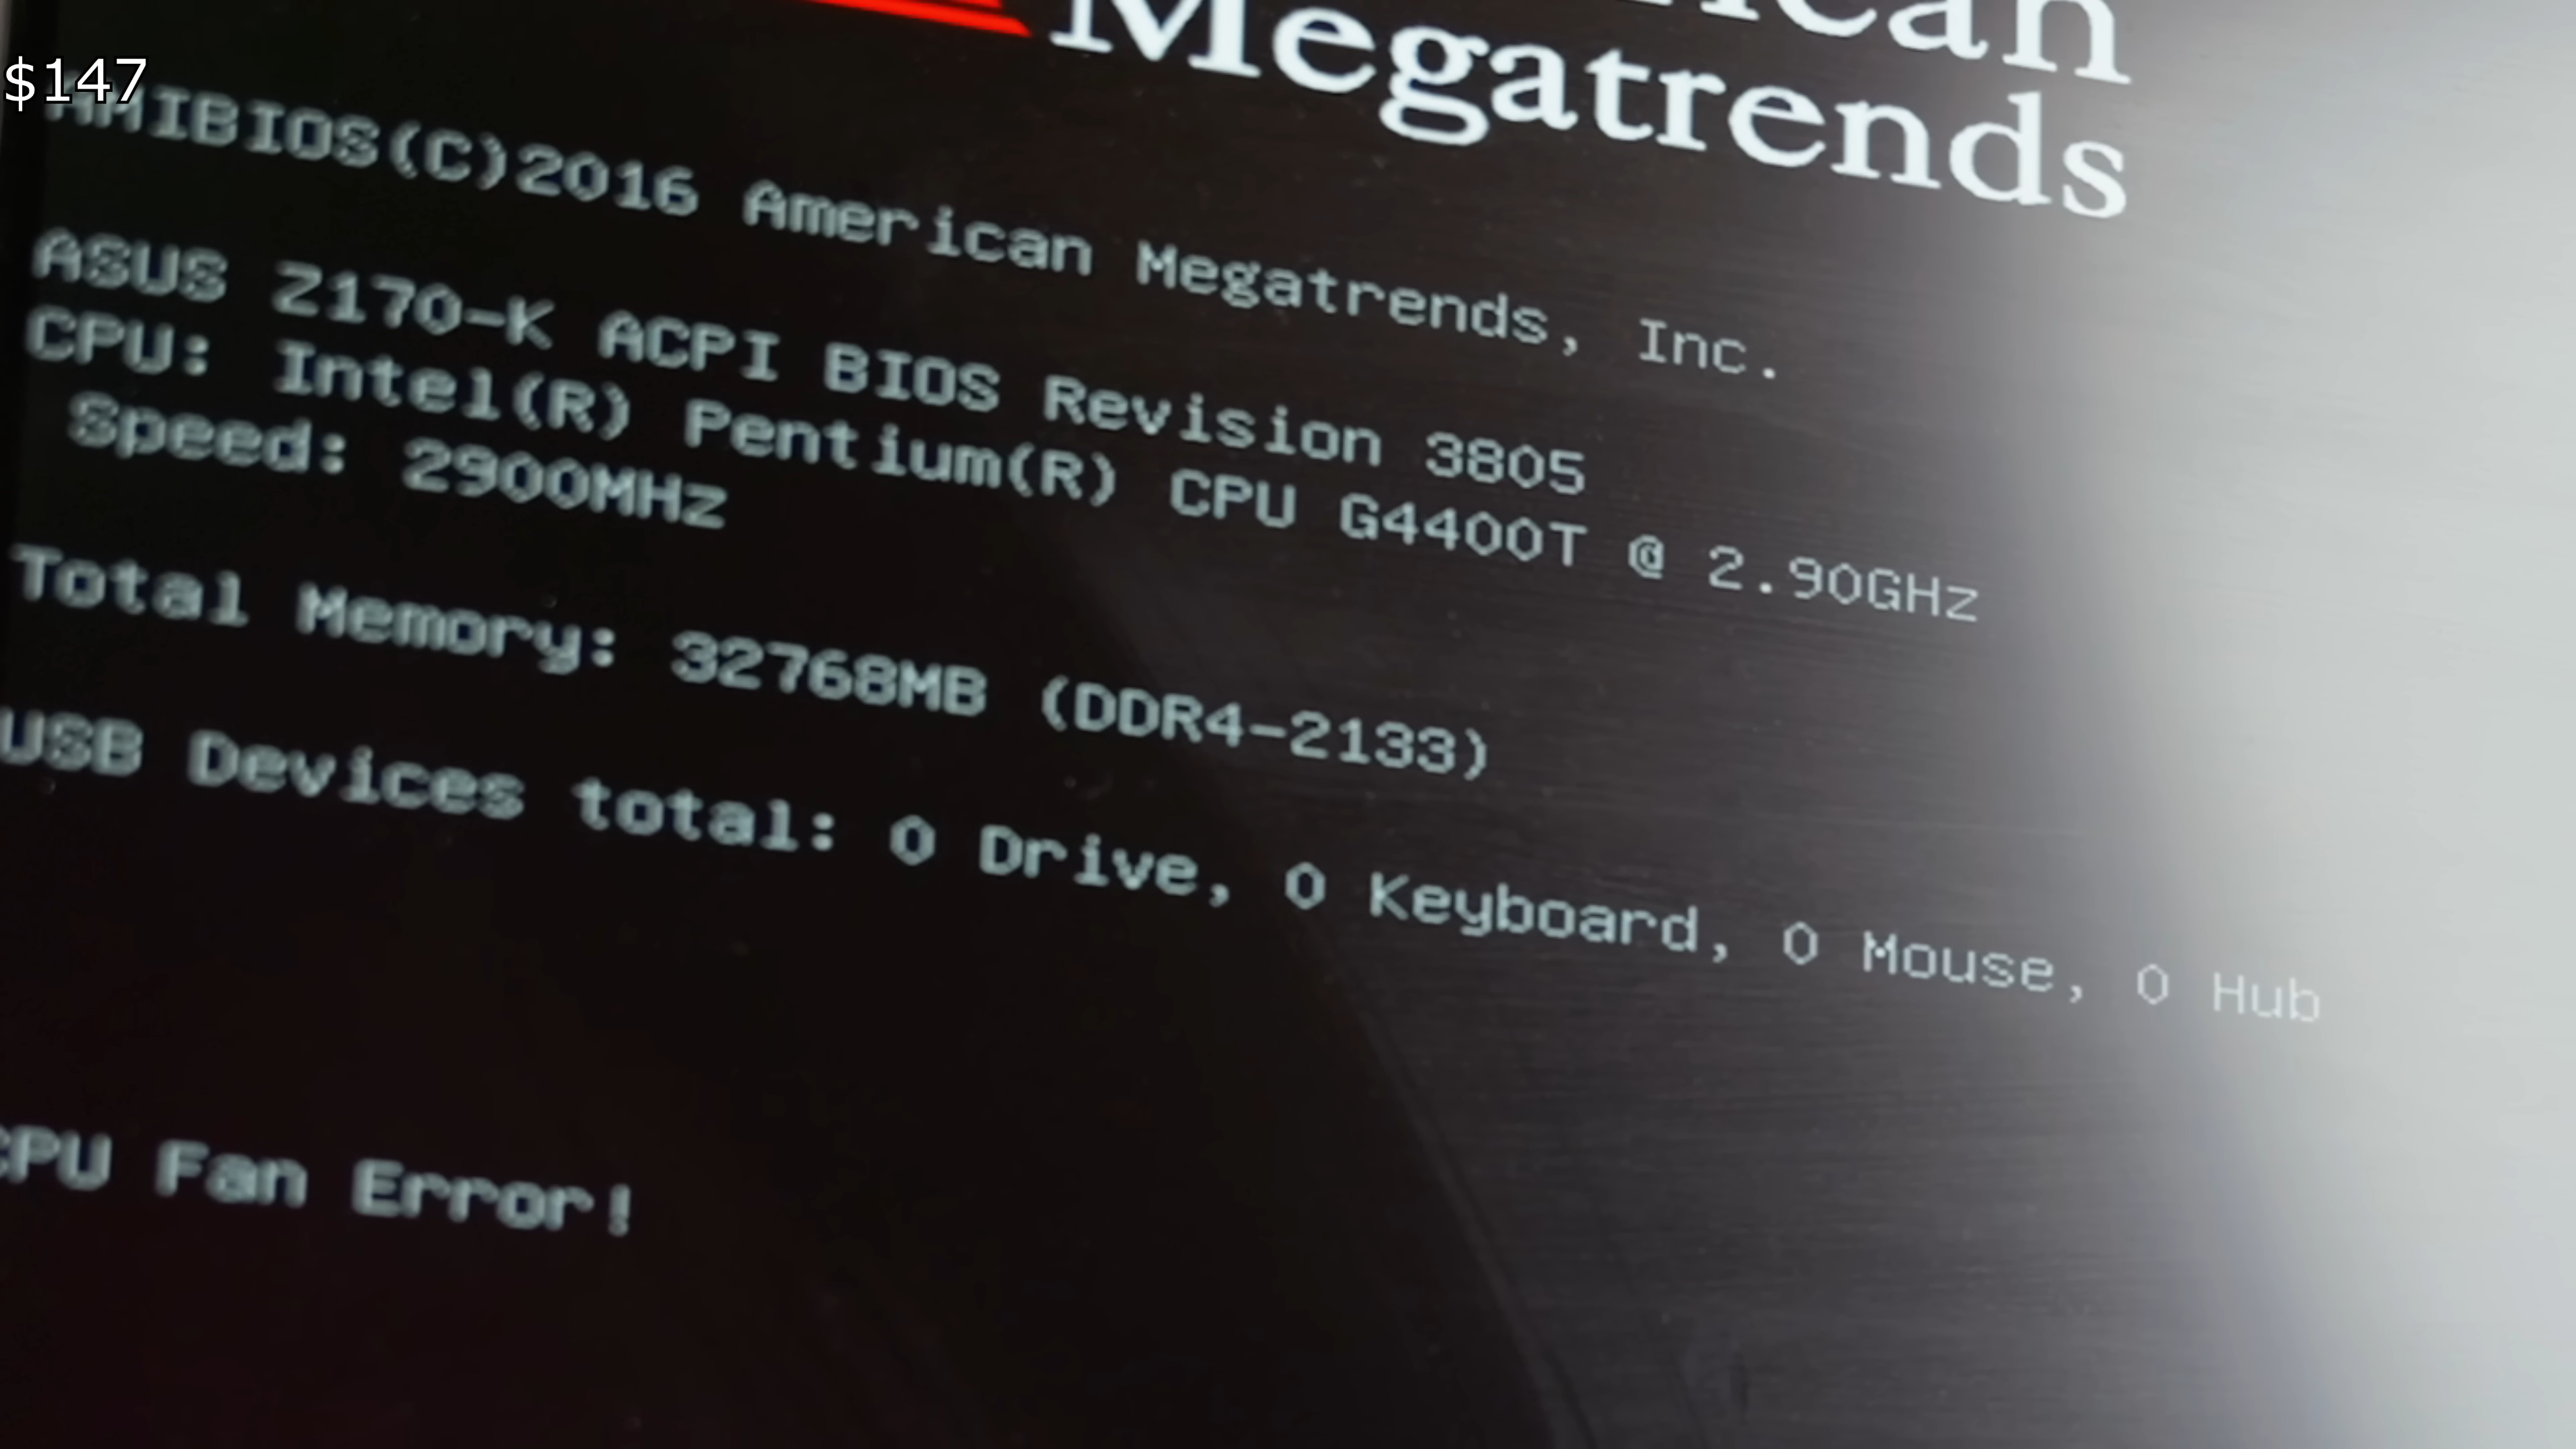 Megatrends
$147
AMIBIOS(C)2016 American Megatrends, Inc.
ASUS Z170-K ACPI BIOS Revision 3805
CPU: Intel(R) Pentium(R) CPU G4400T @ 2.90GHz
Speed: 2900MHz
Total Memory: 32768MB (DDR4-2133)
USB Devices total: 0 Drive, 0 Keyboard, 0 Mouse, 0 Hub
CPU Fan Error!